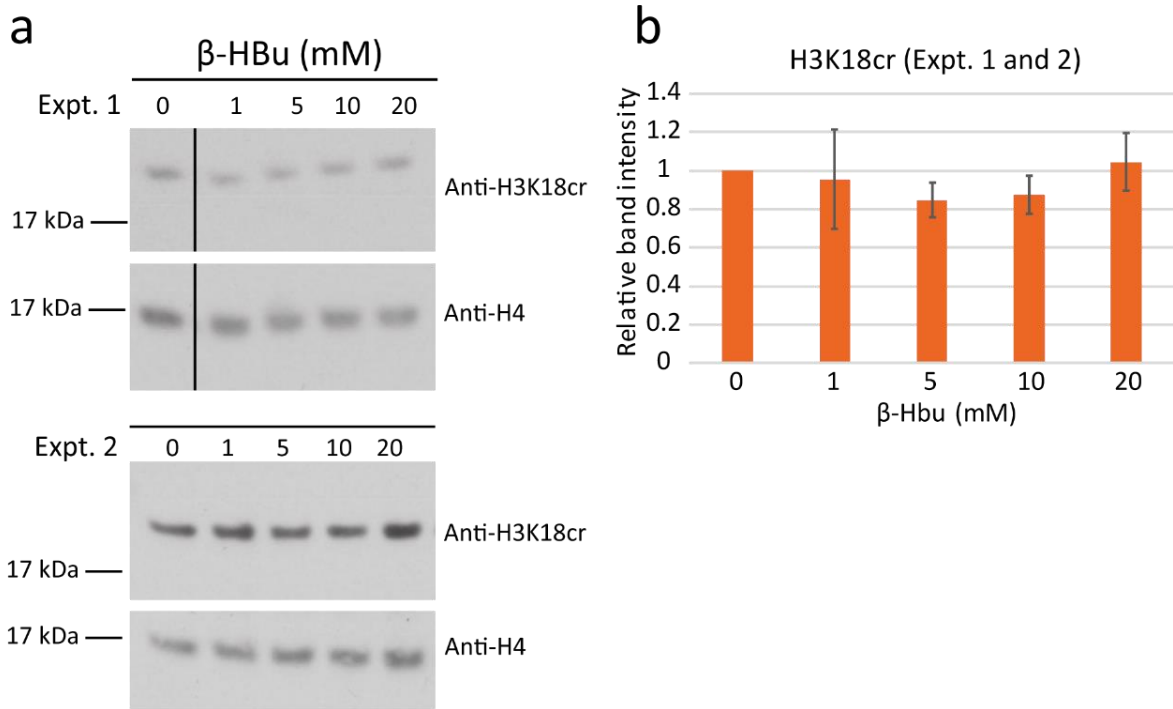 a
β-HBu (mM)
Expt. 1 0 1 5 10 20
Anti-H3K18cr
17 kDa
17 kDa
Anti-H4
Expt. 2 0 1 5 10 20
Anti-H3K18cr
17 kDa
17 kDa
Anti-H4
b
H3K18cr (Expt. 1 and 2)
Relative band intensity
1.4
1.2
1
0.8
0.6
0.4
0.2
0
0 1 5 10 20
β-Hbu (mM)